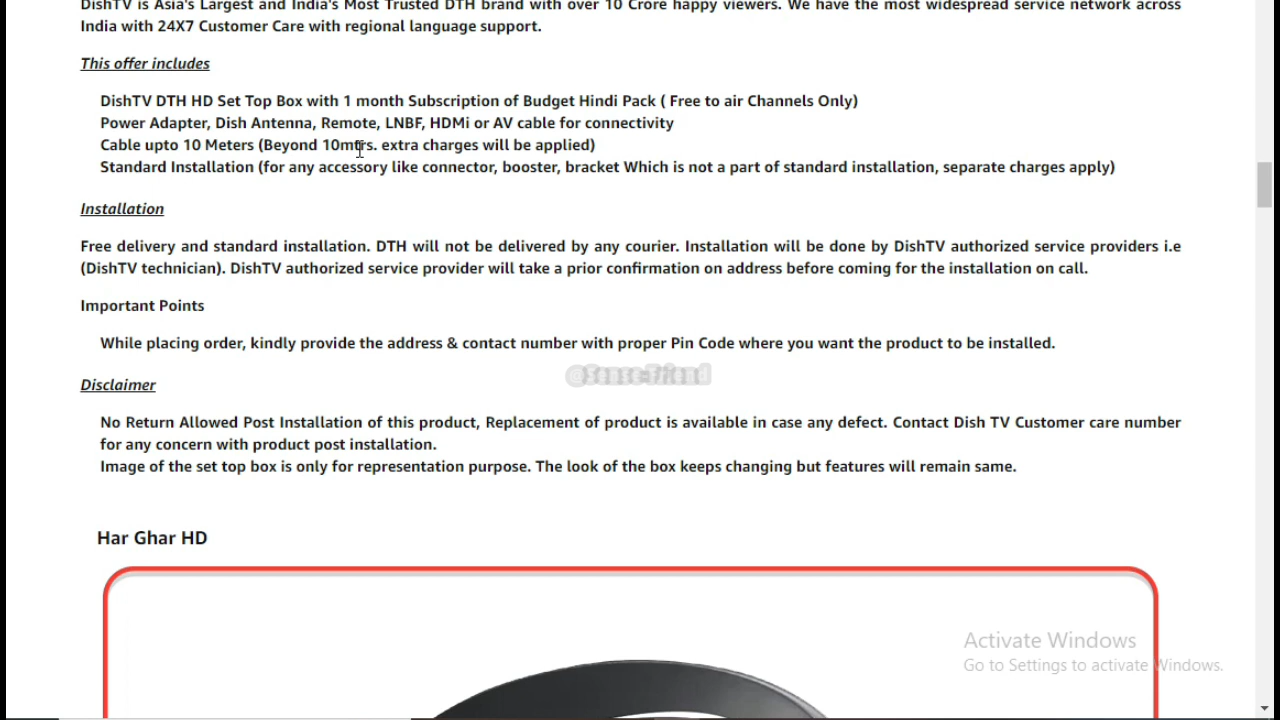 DishTV is Asia's Largest and India's Most Trusted DTH brand with over 10 Crore happy viewers. We have the most widespread service network across
India with 24X7 Customer Care with regional language support.
This offer includes
DishTV DTH HD Set Top Box with 1 month Subscription of Budget Hindi Pack ( Free to air Channels Only)
Power Adapter, Dish Antenna, Remote, LNBF, HDMi or AV cable for connectivity
Cable upto 10 Meters (Beyond 10mtrs. extra charges will be applied)
Standard Installation (for any accessory like connector, booster, bracket Which is not a part of standard installation, separate charges apply)
Installation
Free delivery and standard installation. DTH will not be delivered by any courier. Installation will be done by DishTV authorized service providers i.e
(DishTV technician). DishTV authorized service provider will take a prior confirmation on address before coming for the installation on call.
Important Points
While placing order, kindly provide the address & contact number with proper Pin Code where you want the product to be installed.
Disclaimer
No Return Allowed Post Installation of this product, Replacement of product is available in case any defect. Contact Dish TV Customer care number
for any concern with product post installation.
Image of the set top box is only for representation purpose. The look of the box keeps changing but features will remain same.
Har Ghar HD
Activate Windows
Go to Settings to activate Windows.